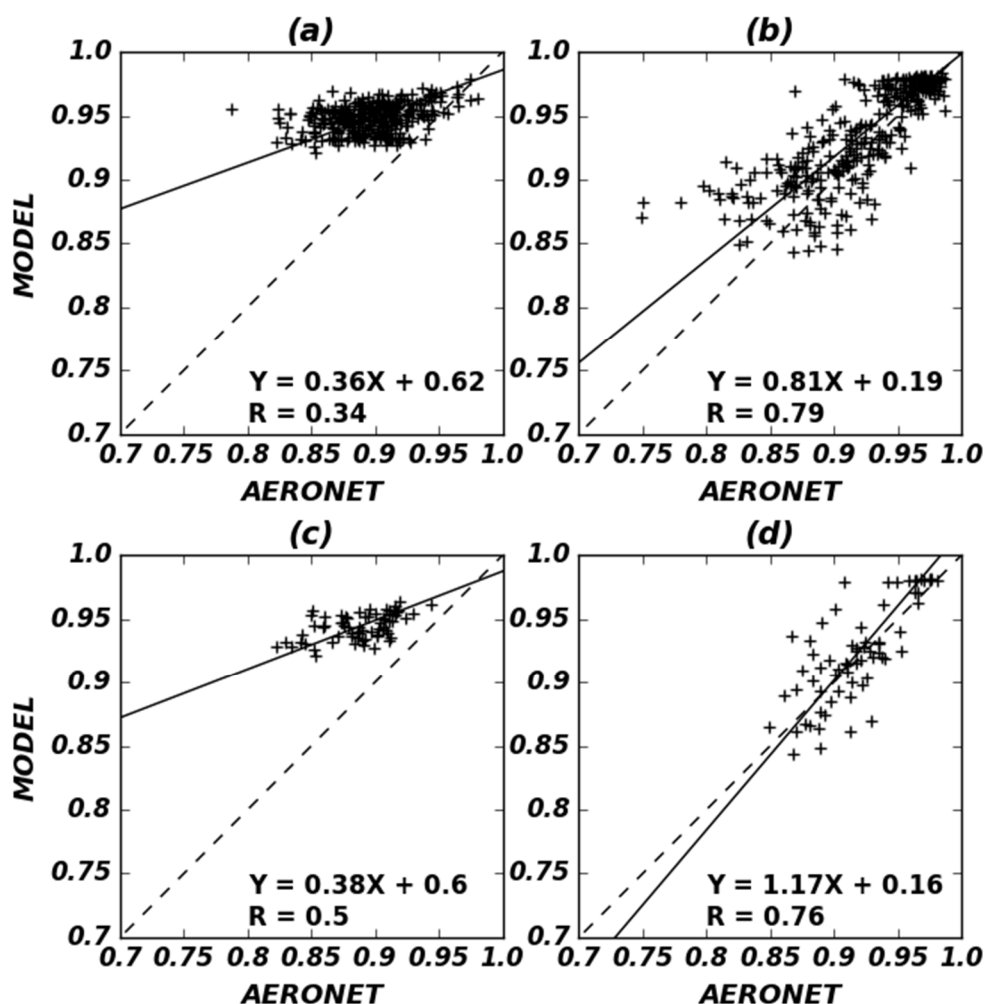 (a)
1.0
0.95
0.9
0.85
0.8
0.75
0.7
MODEL
Y = 0.36X + 0.62
R = 0.34
0.7 0.75 0.8 0.85 0.9 0.95 1.0
AERONET
(b)
1.0
0.95
0.9
0.85
0.8
0.75
0.7
Y = 0.81X + 0.19
R = 0.79
0.7 0.75 0.8 0.85 0.9 0.95 1.0
AERONET
(c)
1.0
0.95
0.9
0.85
0.8
0.75
0.7
MODEL
Y = 0.38X + 0.6
R = 0.5
0.7 0.75 0.8 0.85 0.9 0.95 1.0
AERONET
(d)
1.0
0.95
0.9
0.85
0.8
0.75
0.7
Y = 1.17X + 0.16
R = 0.76
0.7 0.75 0.8 0.85 0.9 0.95 1.0
AERONET